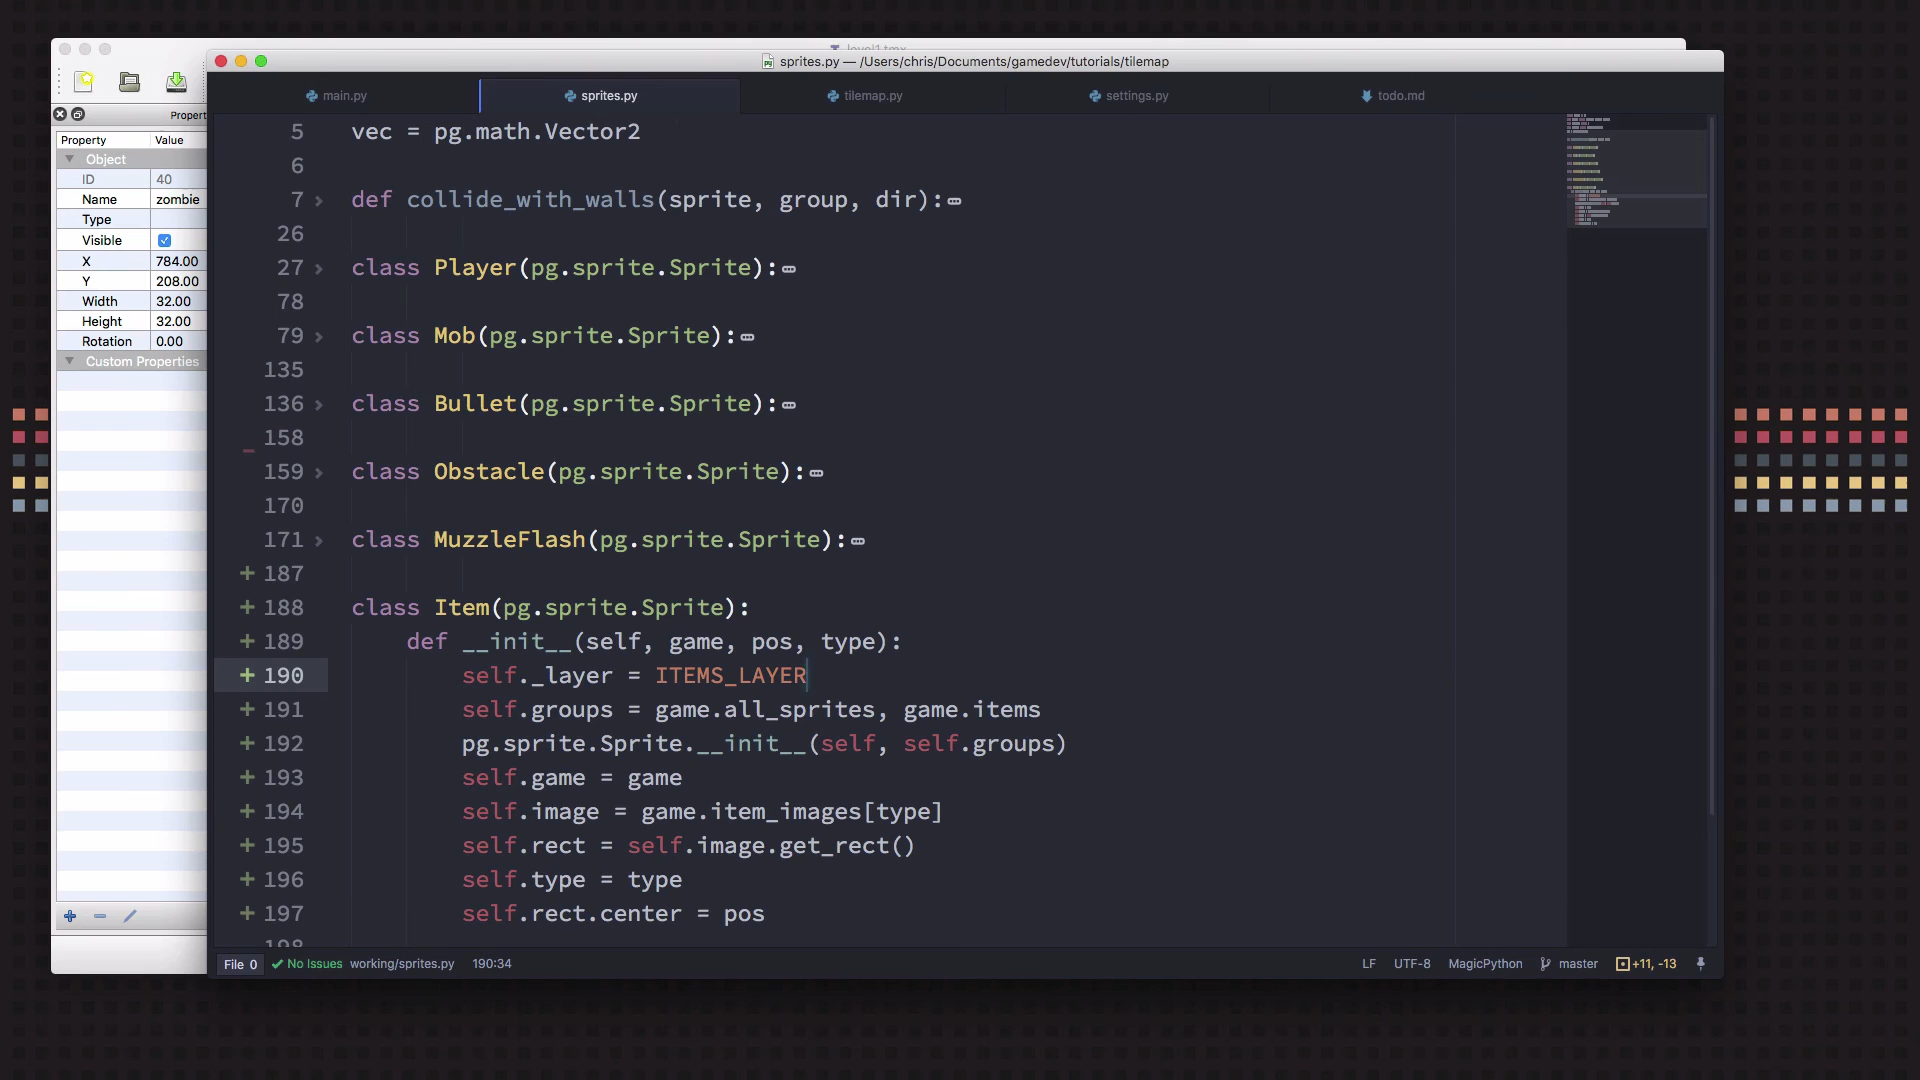 level1.tmx
sprites.py — /Users/chris/Documents/gamedev/tutorials/tilemap
main.py
sprites.py
tilemap.py
settings.py
todo.md
Propert
Property Value
Object
ID 40
Name zombie
Type
Visible
X 784.00
Y 208.00
Width 32.00
Height 32.00
Rotation 0.00
Custom Properties
5 vec = pg.math.Vector2
6
7 def collide_with_walls(sprite, group, dir):
26
27 class Player(pg.sprite.Sprite):
78
79 class Mob(pg.sprite.Sprite):
135
136 class Bullet(pg.sprite.Sprite):
158
159 class Obstacle(pg.sprite.Sprite):
170
171 class MuzzleFlash(pg.sprite.Sprite):
+ 187
+ 188 class Item(pg.sprite.Sprite):
+ 189 def __init__(self, game, pos, type):
+ 190 self._layer = ITEMS_LAYER
+ 191 self.groups = game.all_sprites, game.items
+ 192 pg.sprite.Sprite.__init__(self, self.groups)
+ 193 self.game = game
+ 194 self.image = game.item_images[type]
+ 195 self.rect = self.image.get_rect()
+ 196 self.type = type
+ 197 self.rect.center = pos
198
File 0 No Issues working/sprites.py 190:34 LF UTF-8 MagicPython master +11, -13